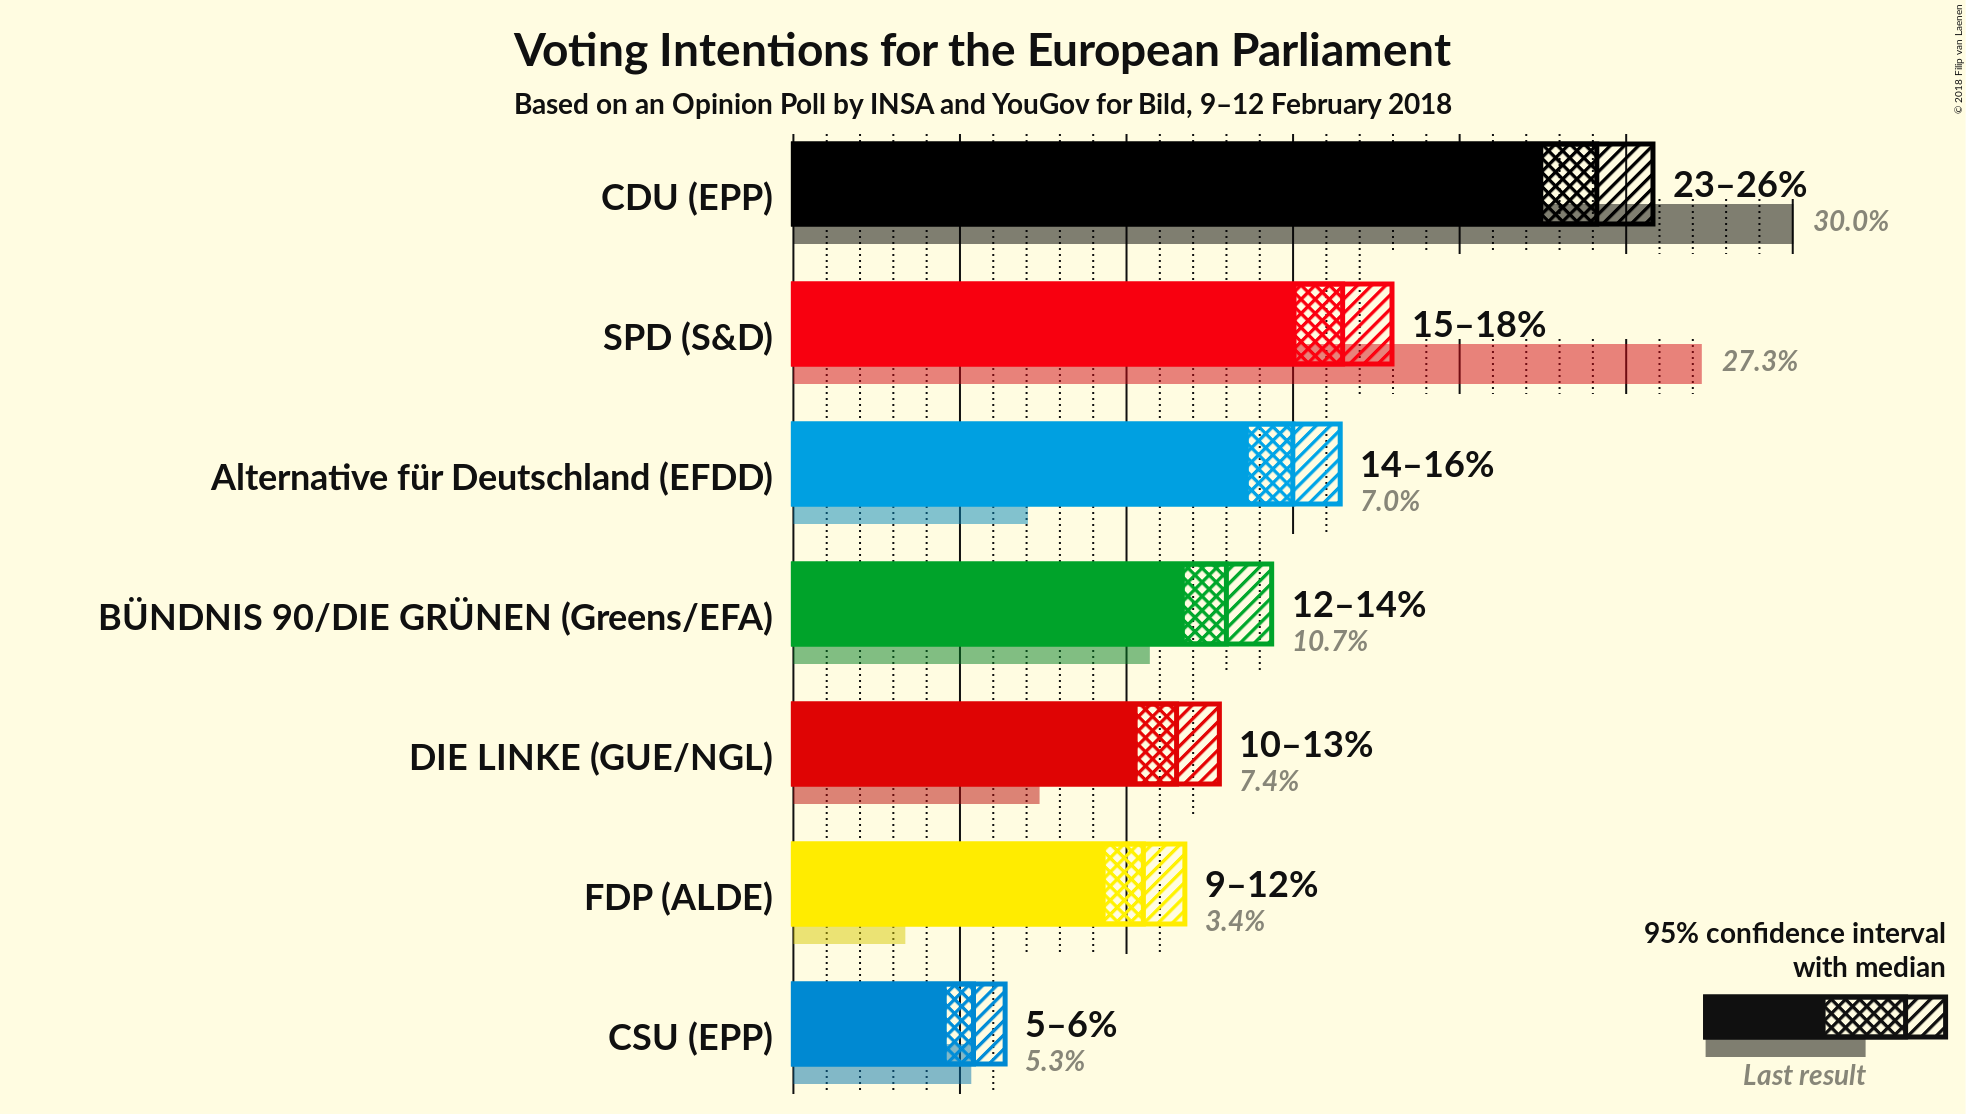 Voting Intentions for the European Parliament
Based on an Opinion Poll by INSA and YouGov for Bild, 9–12 February 2018
© 2018 Filip van Laenen
CDU (EPP)
23–26%
30.0%
SPD (S&D)
15–18%
27.3%
Alternative für Deutschland (EFDD)
14–16%
7.0%
BÜNDNIS 90/DIE GRÜNEN (Greens/EFA)
12–14%
10.7%
DIE LINKE (GUE/NGL)
10–13%
7.4%
FDP (ALDE)
9–12%
3.4%
CSU (EPP)
5–6%
5.3%
95% confidence interval
with median
Last result